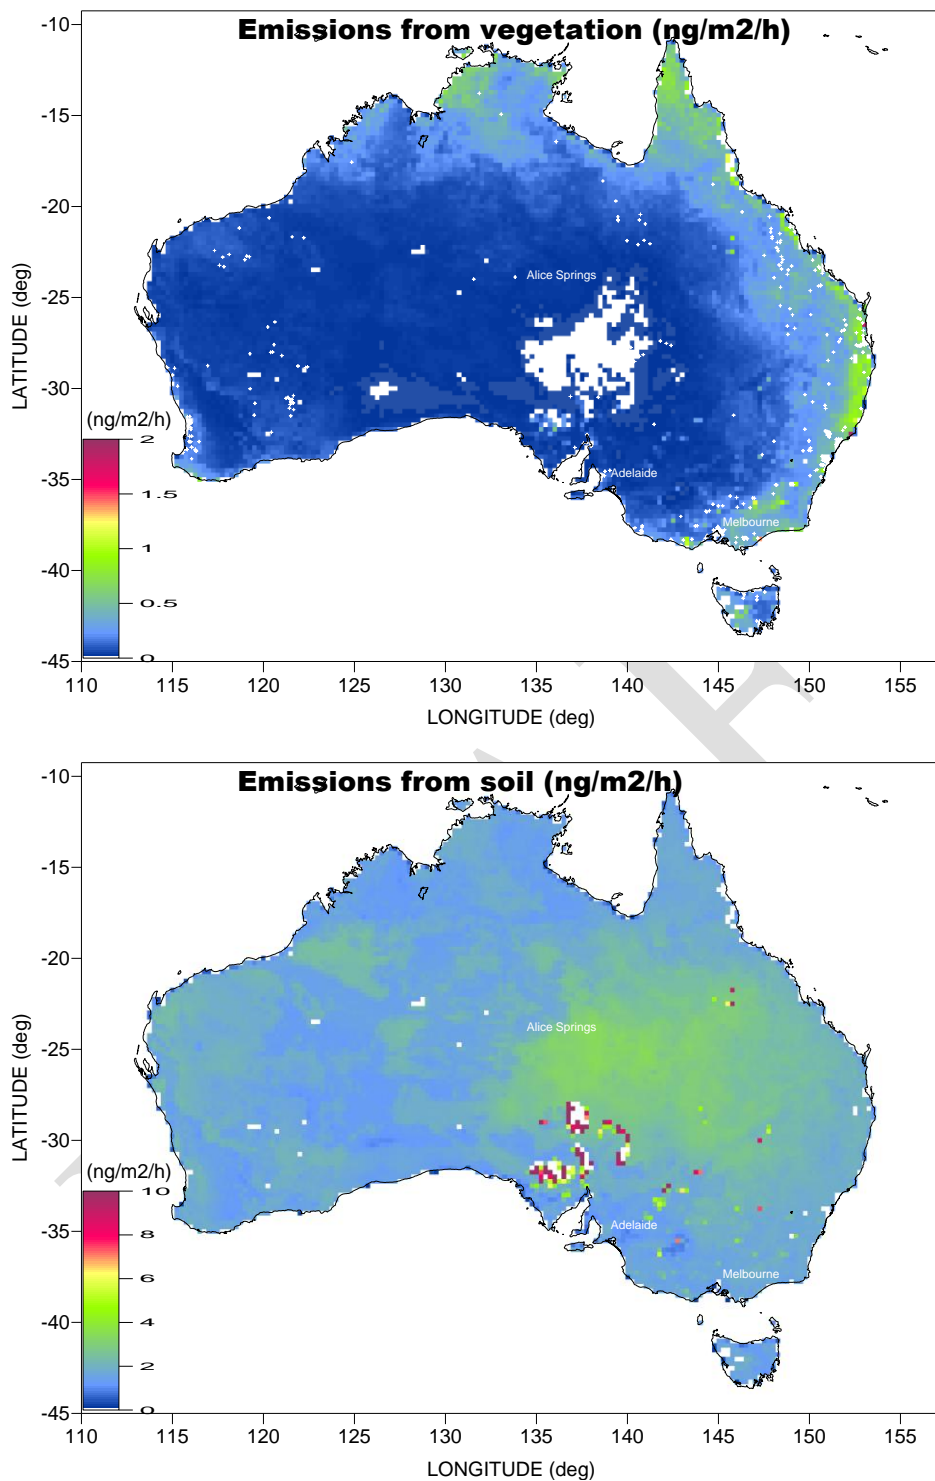 Emissions from vegetation (ng/m2/h)
-10
-15
-20
-25
-30
-35
-40
-45
LATITUDE (deg)
Alice Springs
Adelaide
Melbourne
(ng/m2/h)
2
1.5
1
0.5
0
110 115 120 125 130 135 140 145 150 155
LONGITUDE (deg)
Emissions from soil (ng/m2/h)
-10
-15
-20
-25
-30
-35
-40
-45
LATITUDE (deg)
Alice Springs
Adelaide
Melbourne
(ng/m2/h)
10
8
6
4
2
0
110 115 120 125 130 135 140 145 150 155
LONGITUDE (deg)